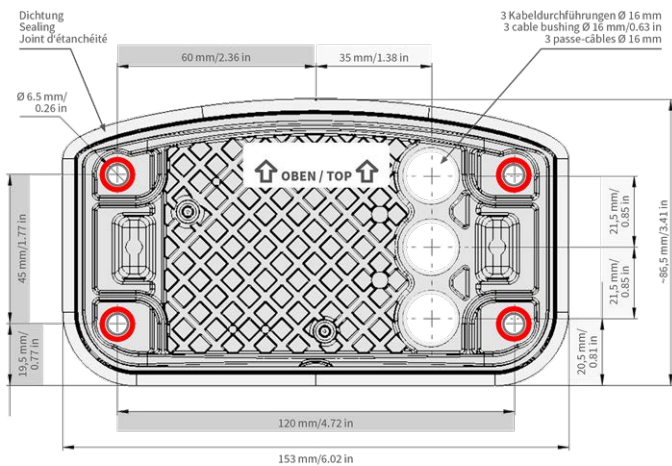 Dichtung
Sealing
Joint d'étanchéité
3 Kabeldurchführungen Ø 16 mm
3 cable bushing Ø 16 mm/0.63 in
3 passe-câbles Ø 16 mm
60 mm/2.36 in
35 mm/1.38 in
Ø 6.5 mm/
0.26 in
OBEN / TOP
45 mm/1.77 in
19,5 mm/
0.77 in
21,5 mm/
0.85 in
21,5 mm/
0.85 in
20,5 mm/
0.81 in
~86,5 mm/3.41 in
120 mm/4.72 in
153 mm/6.02 in